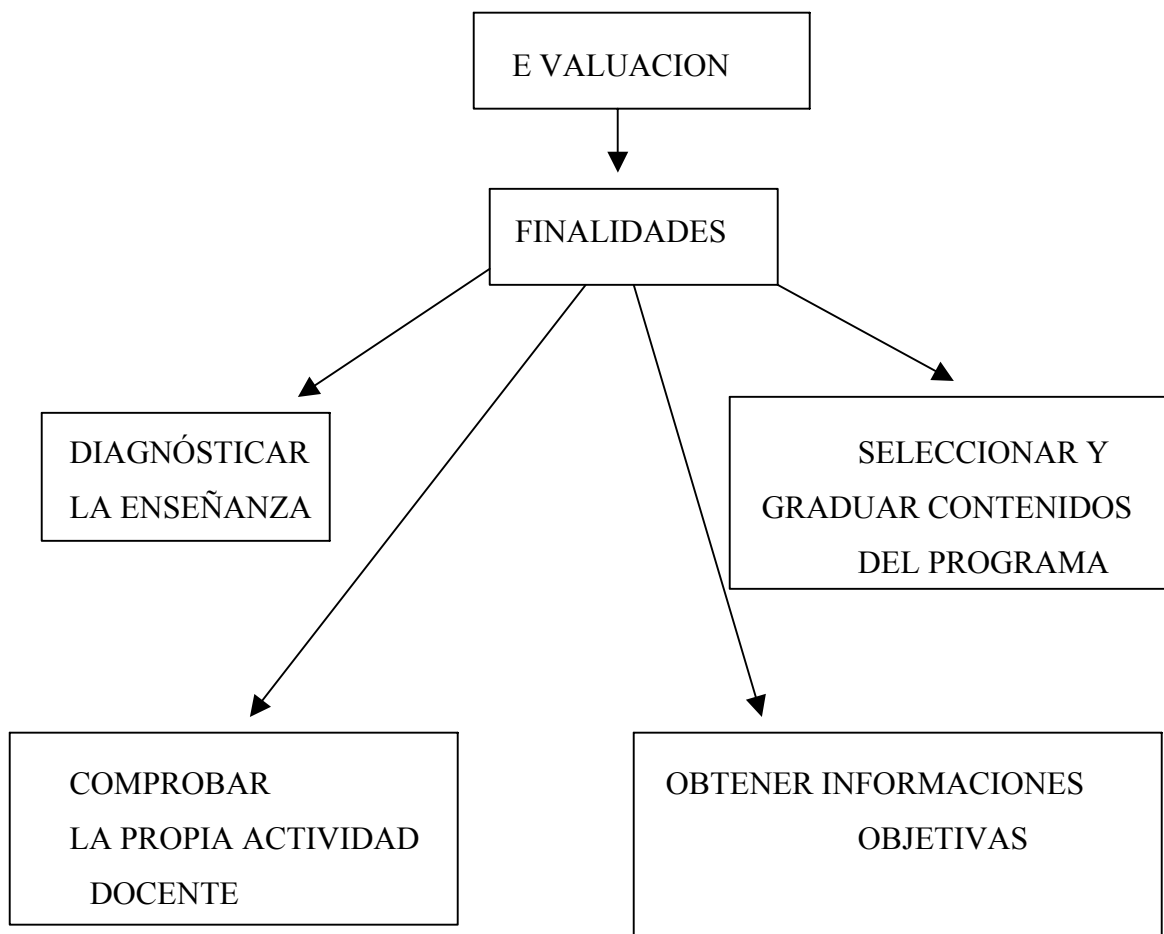 E VALUACION
FINALIDADES
DIAGNÓSTICAR
LA ENSEÑANZA
SELECCIONAR Y
GRADUAR CONTENIDOS
DEL PROGRAMA
COMPROBAR
LA PROPIA ACTIVIDAD
DOCENTE
OBTENER INFORMACIONES
OBJETIVAS